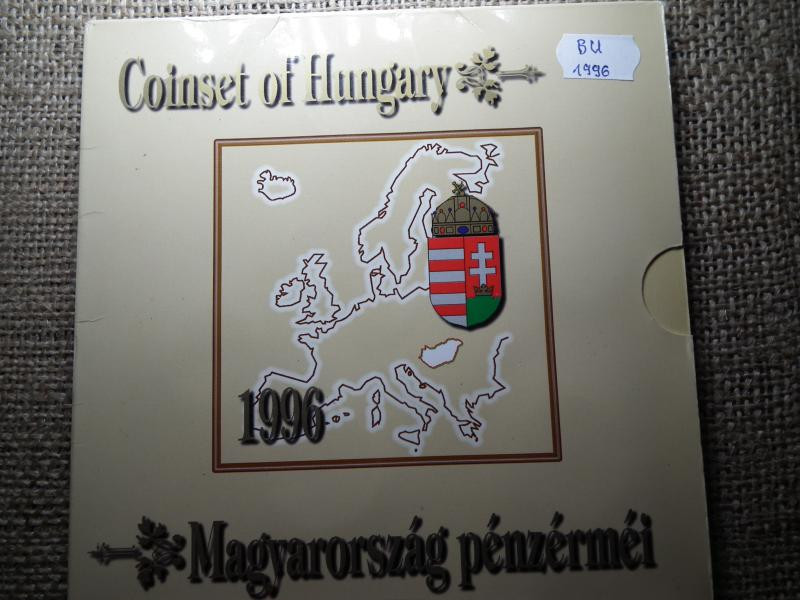 BU
1996
Coinset of Hungary
1996
Magyarország pénzérméi